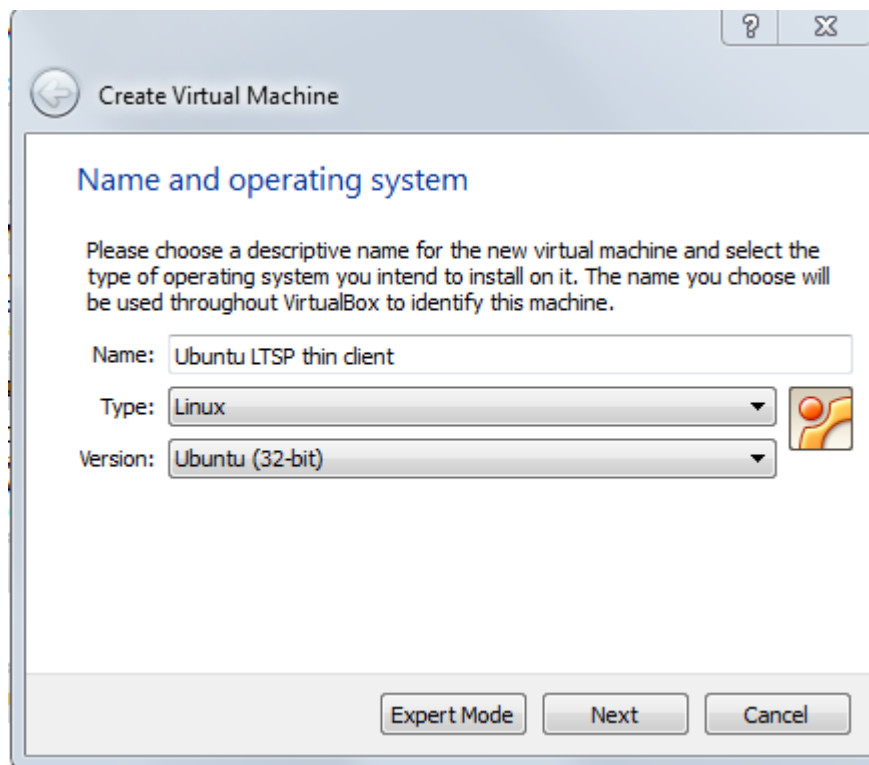 Create Virtual Machine
Name and operating system
Please choose a descriptive name for the new virtual machine and select the
type of operating system you intend to install on it. The name you choose will
be used throughout VirtualBox to identify this machine.
Name: Ubuntu LTSP thin client
Type: Linux
Version: Ubuntu (32-bit)
Expert Mode Next Cancel